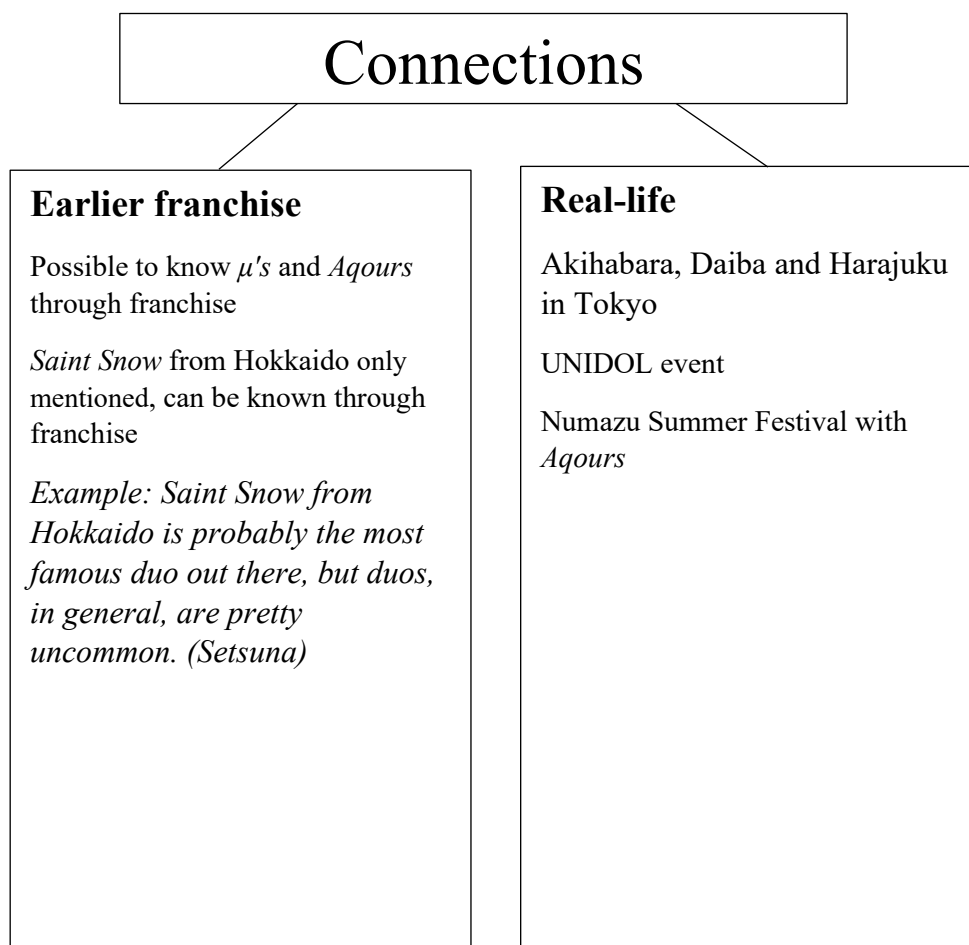 Connections
Earlier franchise
Possible to know μ's and Aqours
through franchise
Saint Snow from Hokkaido only
mentioned, can be known through
franchise
Example: Saint Snow from
Hokkaido is probably the most
famous duo out there, but duos,
in general, are pretty
uncommon. (Setsuna)
Real-life
Akihabara, Daiba and Harajuku
in Tokyo
UNIDOL event
Numazu Summer Festival with
Aqours